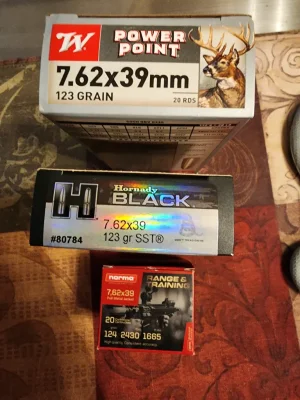 W POWER
POINT
7.62x39mm
123 GRAIN
20 RDS
H Hornady
BLACK
7.62x39
#80784 123 gr SST®
norma RANGE &
TRAINING
7.62x39
20
124 2430 1665